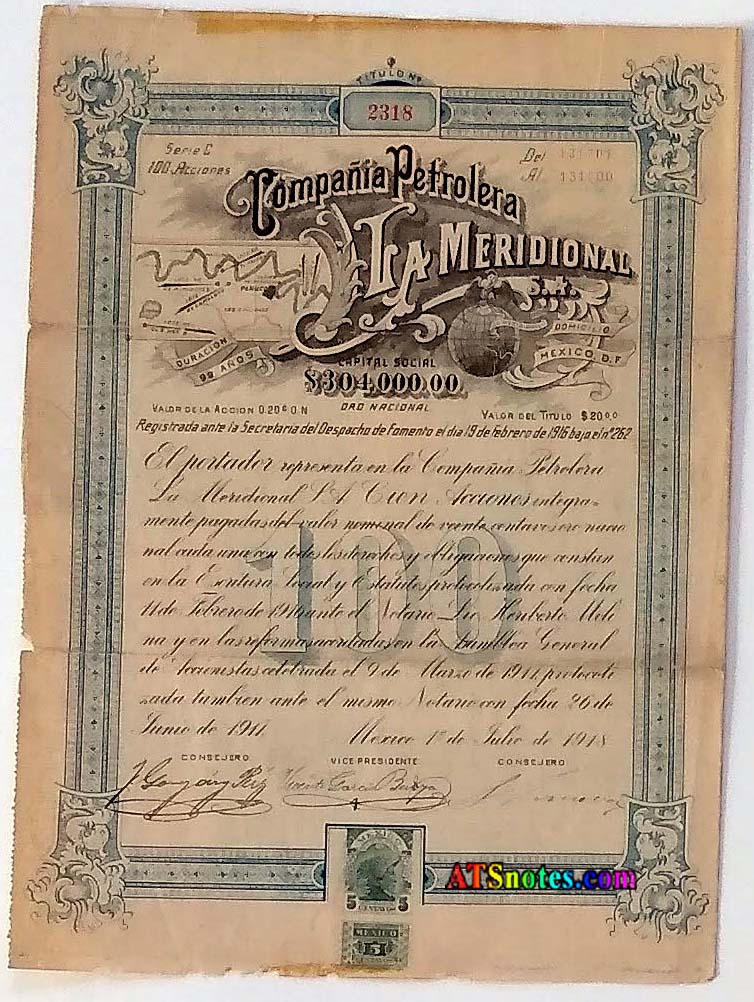 TITULO Nº
2318
Serie C
100 Acciones
Del
Al
Compañia Petrolera
La Meridional
S.A.
PANUCO
DURACION
99 AÑOS
DOMICILIO
MEXICO, D.F.
CAPITAL SOCIAL
$304,000.00
ORO NACIONAL
VALOR DE LA ACCION 0.20¢ O.N
VALOR DEL TITULO $20.00
Registrada ante la Secretaria del Despacho de Fomento el dia 19 de febrero de 1916 bajo el nº 262
100
El portador representa en la Compañia Petrolera
La Meridional S A Cien Acciones integra-
mente pagadas del valor nominal de veinte centavos oro nacio
nal cada una con todos los derechos y obligaciones que constan
en la Escritura Social y Estatutos protocolizada con fecha
11 de Febrero de 1916 ante el Notario Lic Heriberto Moli
na y en las reformas acordadas en la Asamblea General
de Accionistas celebrada el 9 de Marzo de 1917 protocoli
zada tambien ante el mismo Notario con fecha 26 de
Junio de 1917. Mexico 1º de Julio de 1918
CONSEJERO
VICE PRESIDENTE
CONSEJERO
MEXICO
5 CENTAVOS 5
MEXICO
5
CENTAVOS
ATSnotes.com